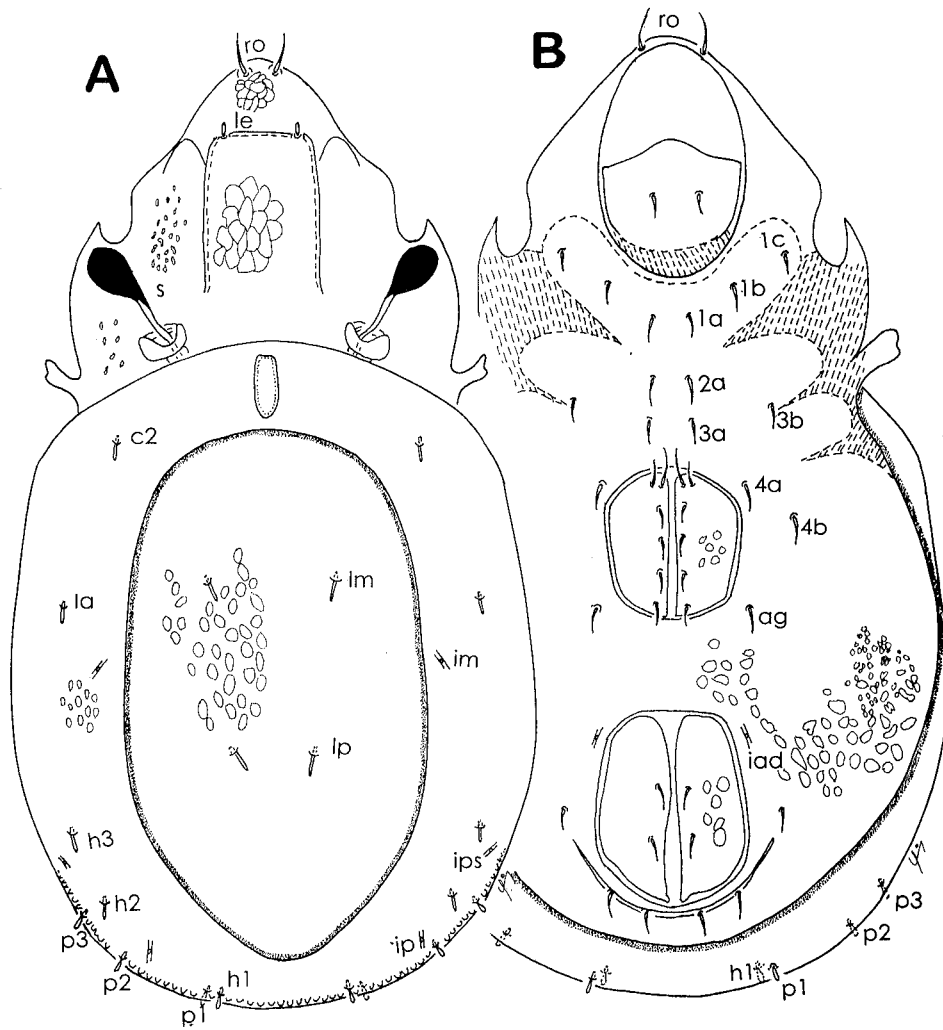 A
ro
le
s
c2
la
lm
im
lp
h3
ips
h2
p3
ip
p2
h1
p1
B
ro
1c
1b
1a
2a
3a
3b
4a
4b
ag
iad
p3
p2
h1
p1